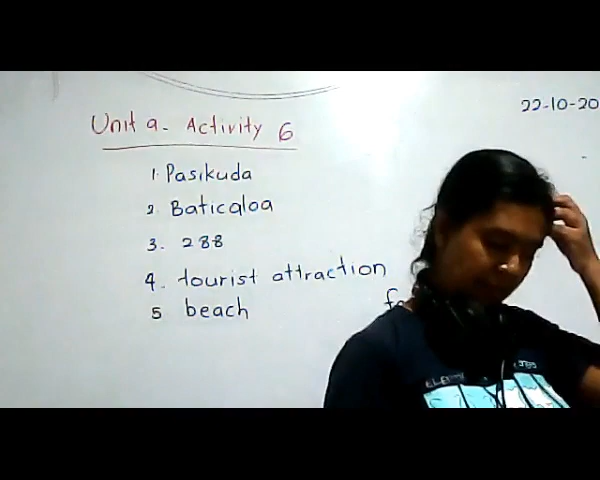 22-10-20
Unit 9 - Activity 6
1. Pasikuda
2. Baticaloa
3. 288
4. tourist attraction
5 beach